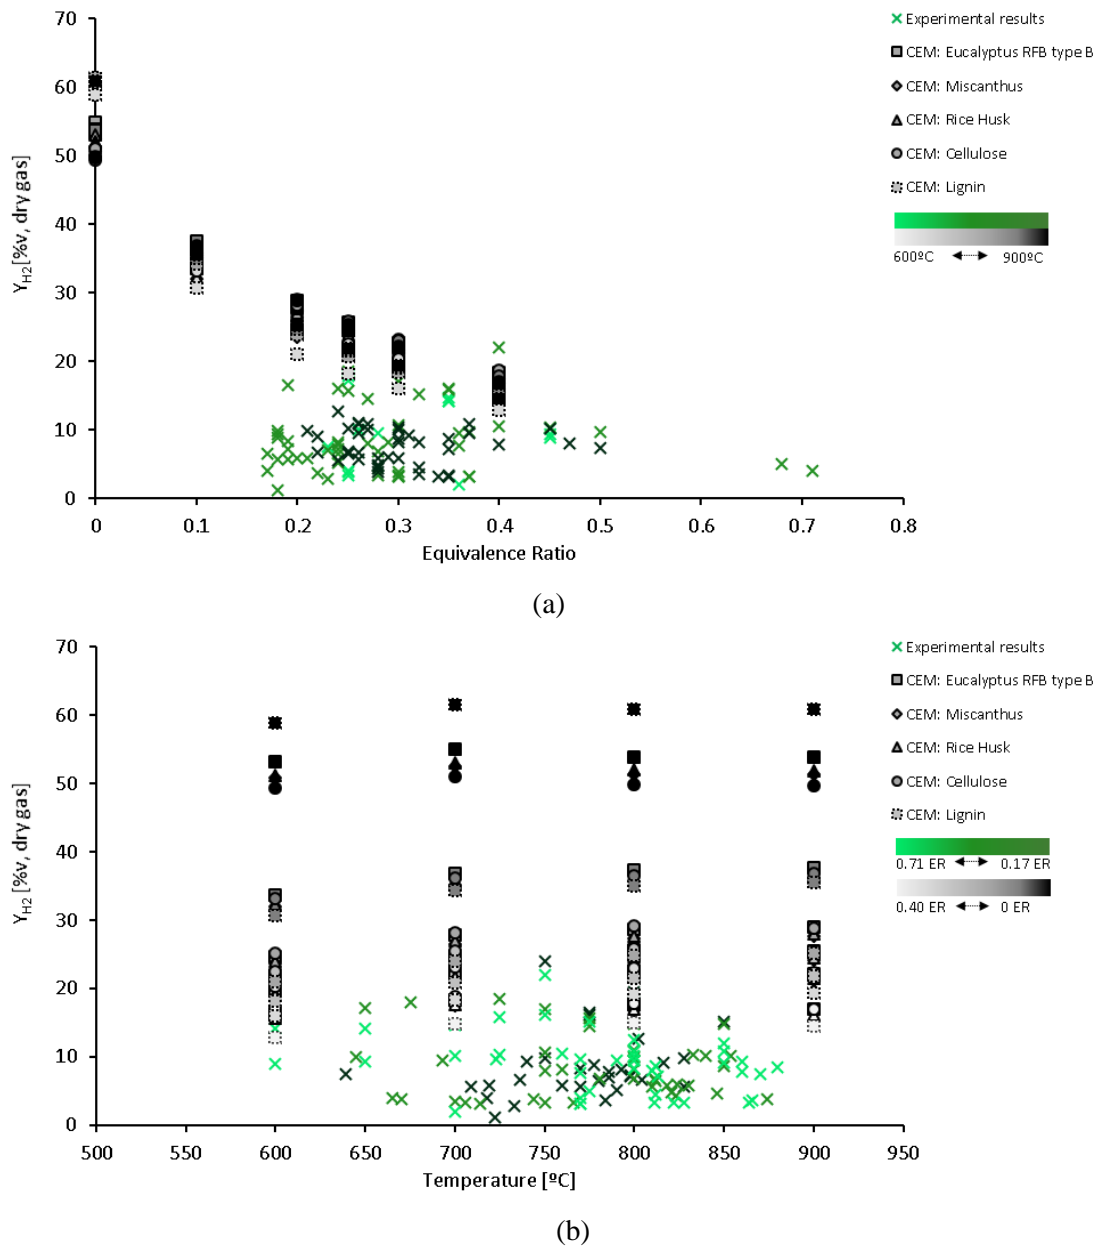 70
60
50
40
30
20
10
0
Y_H2 [%v, dry gas]
0 0.1 0.2 0.3 0.4 0.5 0.6 0.7 0.8
Equivalence Ratio
Experimental results
CEM: Eucalyptus RFB type B
CEM: Miscanthus
CEM: Rice Husk
CEM: Cellulose
CEM: Lignin
600ºC 900ºC
(a)
70
60
50
40
30
20
10
0
Y_H2 [%v, dry gas]
500 550 600 650 700 750 800 850 900 950
Temperature [ºC]
Experimental results
CEM: Eucalyptus RFB type B
CEM: Miscanthus
CEM: Rice Husk
CEM: Cellulose
CEM: Lignin
0.71 ER 0.17 ER
0.40 ER 0 ER
(b)